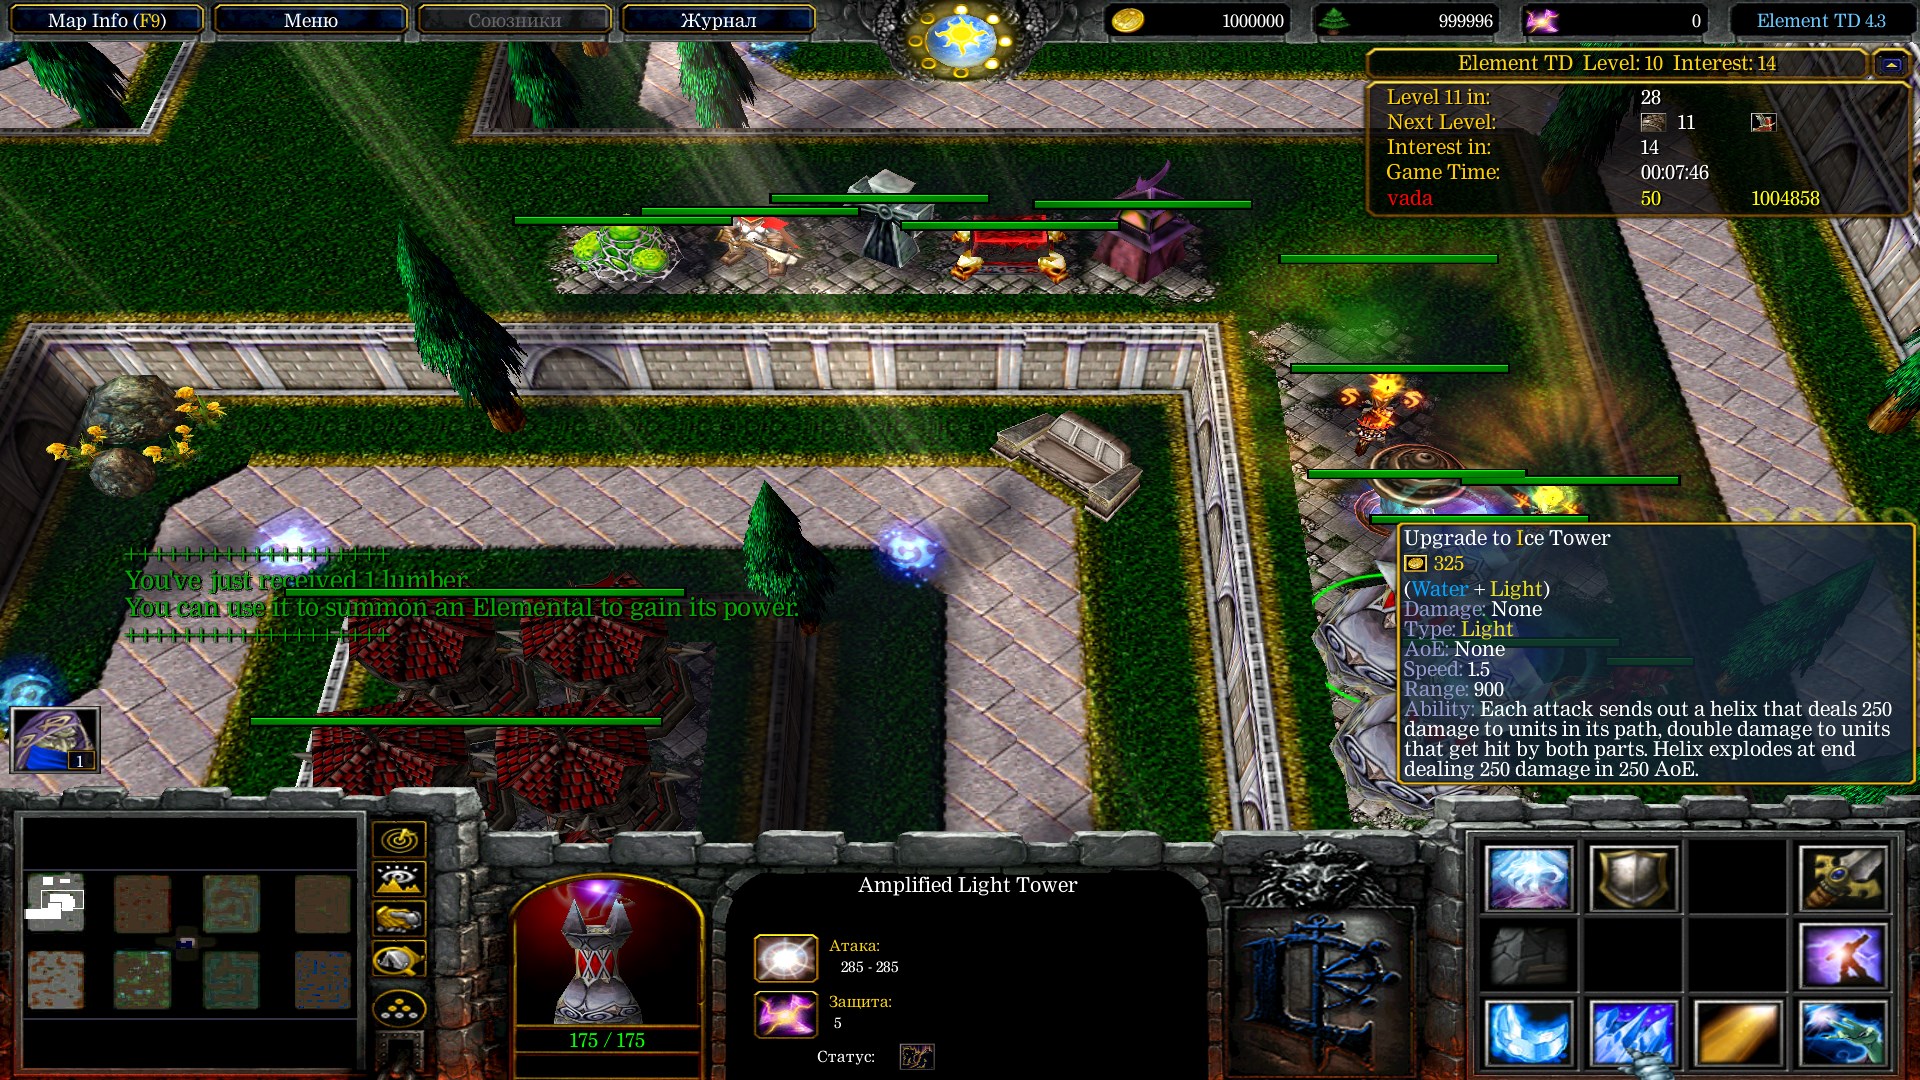 Map Info (F9)
Меню
Союзники
Журнал
1000000
999996
0
Element TD 4.3
Element TD Level: 10 Interest: 14
Level 11 in: 28
Next Level: 11
Interest in: 14
Game Time: 00:07:46
vada 50 1004858
++++++++++++++++++
You've just received 1 lumber.
You can use it to summon an Elemental to gain its power.
++++++++++++++++++
Upgrade to Ice Tower
325
(Water + Light)
Damage: None
Type: Light
AoE: None
Speed: 1.5
Range: 900
Ability: Each attack sends out a helix that deals 250
damage to units in its path, double damage to units
that get hit by both parts. Helix explodes at end
dealing 250 damage in 250 AoE.
1
Amplified Light Tower
Атака:
285 - 285
Защита:
5
175 / 175
Статус: